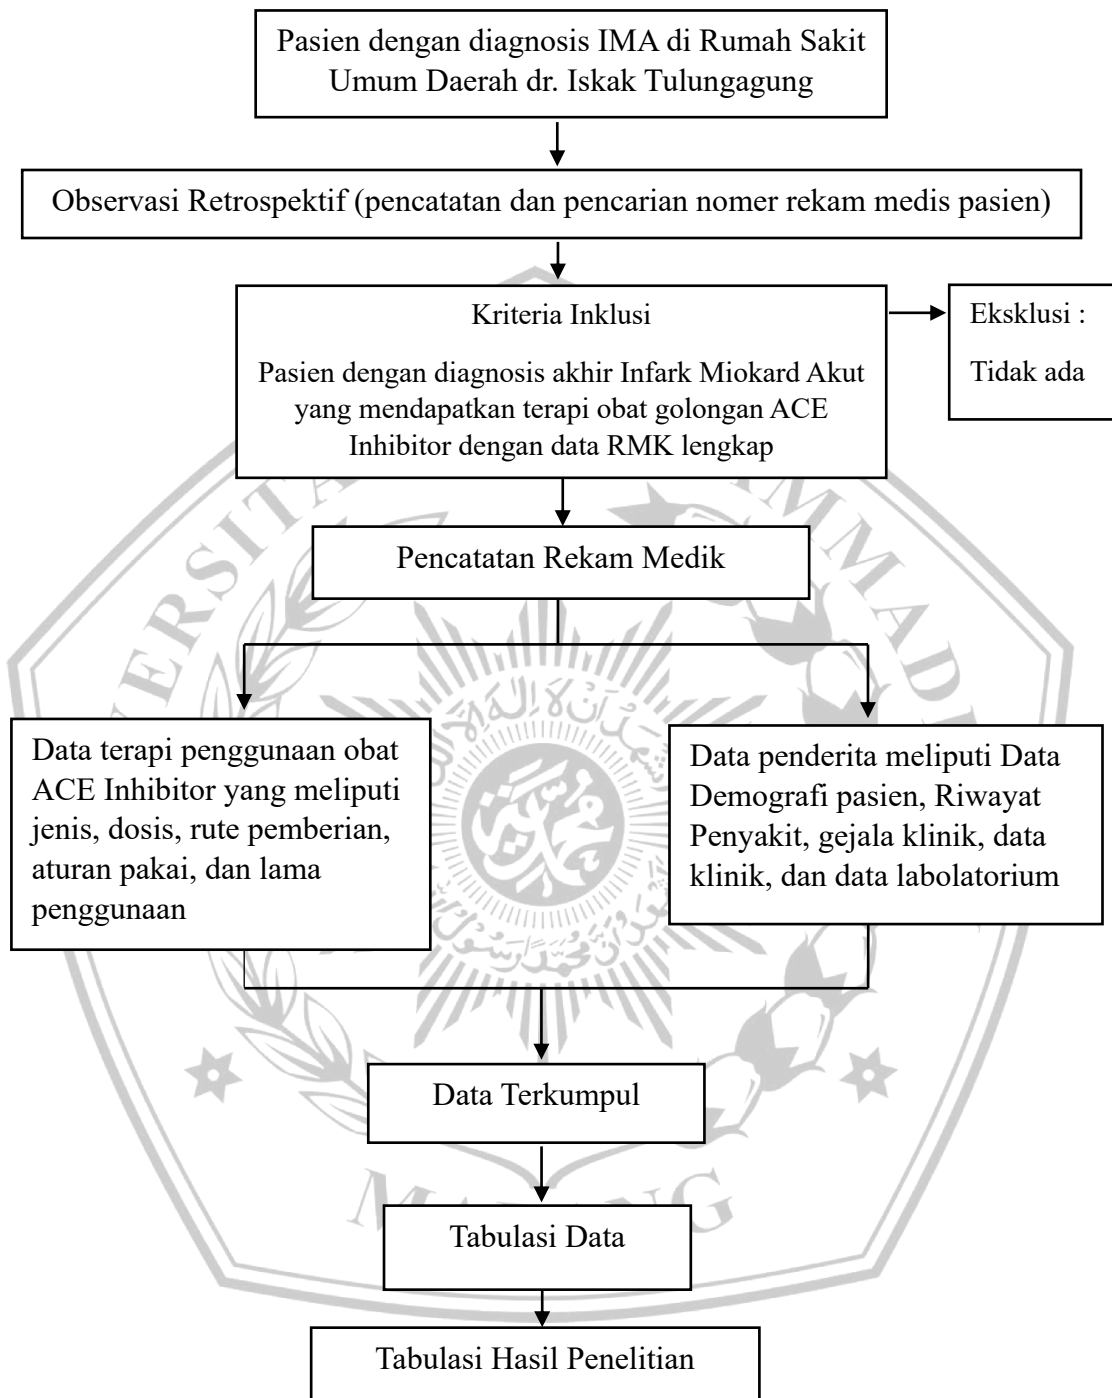 Pasien dengan diagnosis IMA di Rumah Sakit
Umum Daerah dr. Iskak Tulungagung
Observasi Retrospektif (pencatatan dan pencarian nomer rekam medis pasien)
Kriteria Inklusi
Pasien dengan diagnosis akhir Infark Miokard Akut
yang mendapatkan terapi obat golongan ACE
Inhibitor dengan data RMK lengkap
Eksklusi :
Tidak ada
Pencatatan Rekam Medik
Data terapi penggunaan obat
ACE Inhibitor yang meliputi
jenis, dosis, rute pemberian,
aturan pakai, dan lama
penggunaan
Data penderita meliputi Data
Demografi pasien, Riwayat
Penyakit, gejala klinik, data
klinik, dan data labolatorium
Data Terkumpul
Tabulasi Data
Tabulasi Hasil Penelitian